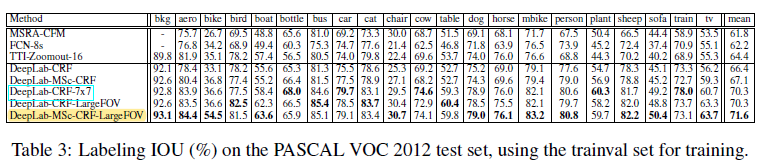 Method bkg aero bike bird boat bottle bus car cat chair cow table dog horse mbike person plant sheep sofa train tv mean
MSRA-CFM - 75.7 26.7 69.5 48.8 65.6 81.0 69.2 73.3 30.0 68.7 51.5 69.1 68.1 71.7 67.5 50.4 66.5 44.4 58.9 53.5 61.8
FCN-8s - 76.8 34.2 68.9 49.4 60.3 75.3 74.7 77.6 21.4 62.5 46.8 71.8 63.9 76.5 73.9 45.2 72.4 37.4 70.9 55.1 62.2
TTI-Zoomout-16 89.8 81.9 35.1 78.2 57.4 56.5 80.5 74.0 79.8 22.4 69.6 53.7 74.0 76.0 76.6 68.8 44.3 70.2 40.2 68.9 55.3 64.4
DeepLab-CRF 92.1 78.4 33.1 78.2 55.6 65.3 81.3 75.5 78.6 25.3 69.2 52.7 75.2 69.0 79.1 77.6 54.7 78.3 45.1 73.3 56.2 66.4
DeepLab-MSc-CRF 92.6 80.4 36.8 77.4 55.2 66.4 81.5 77.5 78.9 27.1 68.2 52.7 74.3 69.6 79.4 79.0 56.9 78.8 45.2 72.7 59.3 67.1
DeepLab-CRF-7x7 92.8 83.9 36.6 77.5 58.4 68.0 84.6 79.7 83.1 29.5 74.6 59.3 78.9 76.0 82.1 80.6 60.3 81.7 49.2 78.0 60.7 70.3
DeepLab-CRF-LargeFOV 92.6 83.5 36.6 82.5 62.3 66.5 85.4 78.5 83.7 30.4 72.9 60.4 78.5 75.5 82.1 79.7 58.2 82.0 48.8 73.7 63.3 70.3
DeepLab-MSc-CRF-LargeFOV 93.1 84.4 54.5 81.5 63.6 65.9 85.1 79.1 83.4 30.7 74.1 59.8 79.0 76.1 83.2 80.8 59.7 82.2 50.4 73.1 63.7 71.6
Table 3: Labeling IOU (%) on the PASCAL VOC 2012 test set, using the trainval set for training.